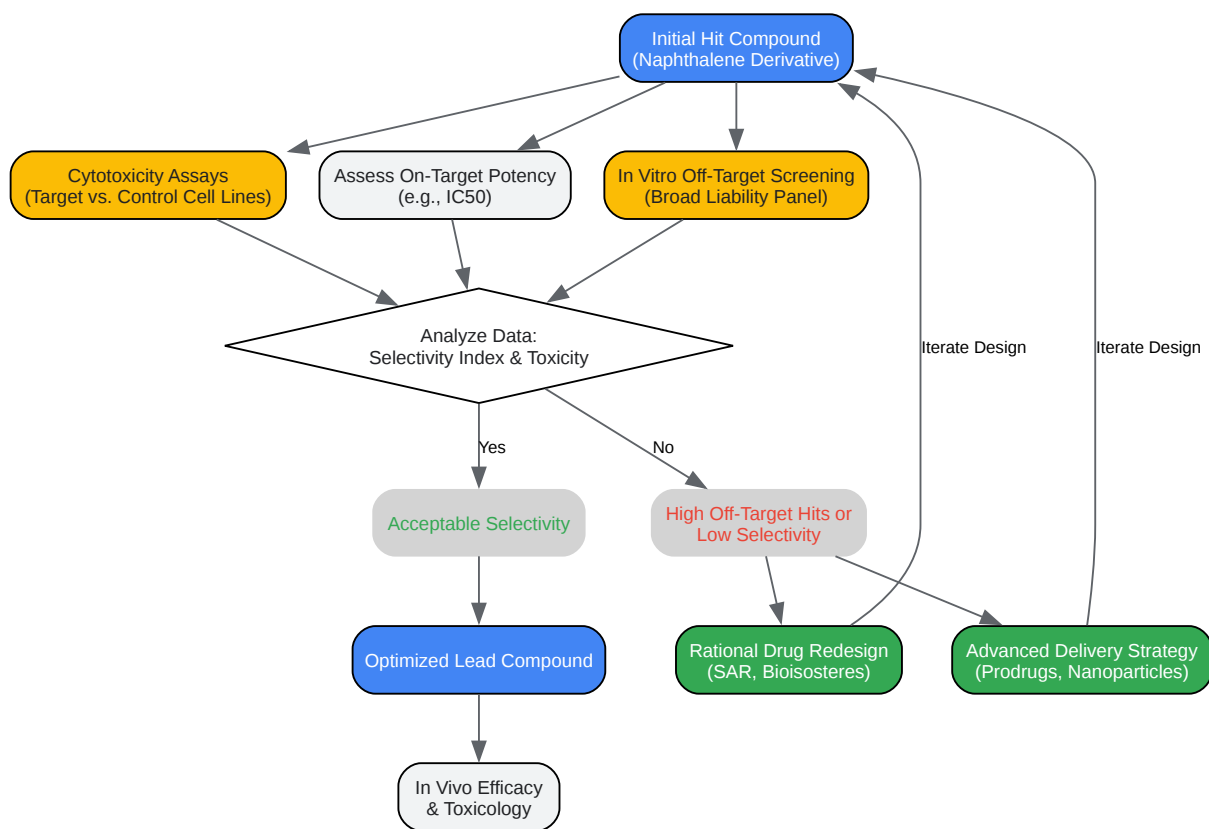 Initial Hit Compound
(Naphthalene Derivative)
Cytotoxicity Assays
(Target vs. Control Cell Lines)
Assess On-Target Potency
(e.g., IC50)
In Vitro Off-Target Screening
(Broad Liability Panel)
Analyze Data:
Selectivity Index & Toxicity
Iterate Design
Iterate Design
Yes
No
Acceptable Selectivity
High Off-Target Hits or
Low Selectivity
Optimized Lead Compound
Rational Drug Redesign
(SAR, Bioisosteres)
Advanced Delivery Strategy
(Prodrugs, Nanoparticles)
In Vivo Efficacy
& Toxicology